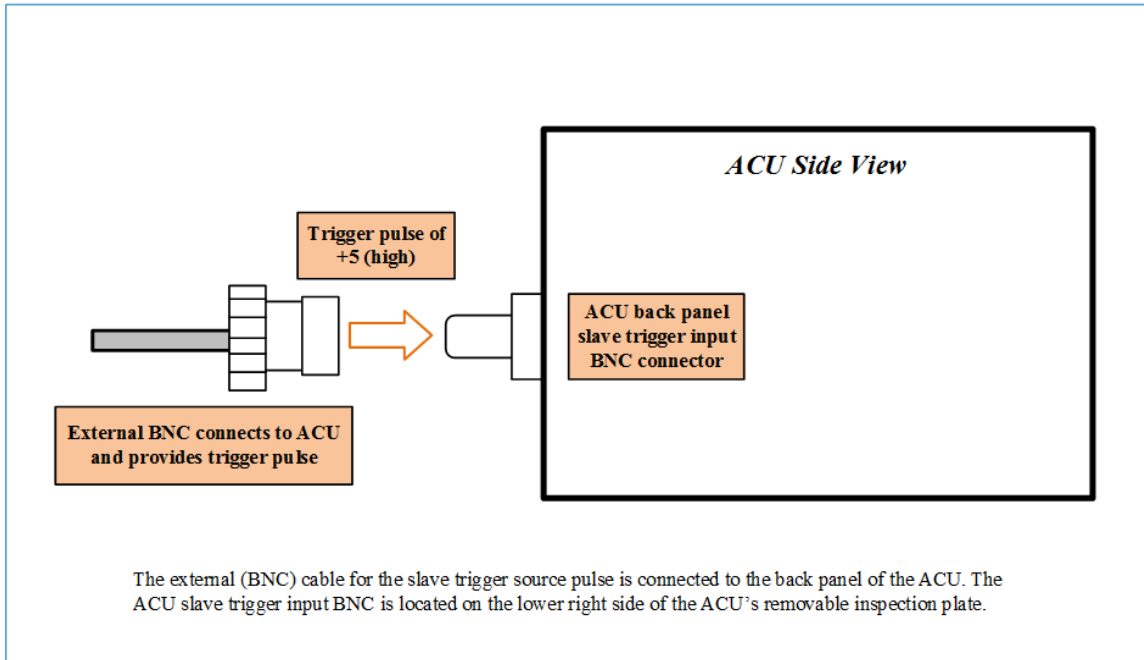 ACU Side View
Trigger pulse of
+5 (high)
ACU back panel
slave trigger input
BNC connector
External BNC connects to ACU
and provides trigger pulse
The external (BNC) cable for the slave trigger source pulse is connected to the back panel of the ACU. The
ACU slave trigger input BNC is located on the lower right side of the ACU’s removable inspection plate.